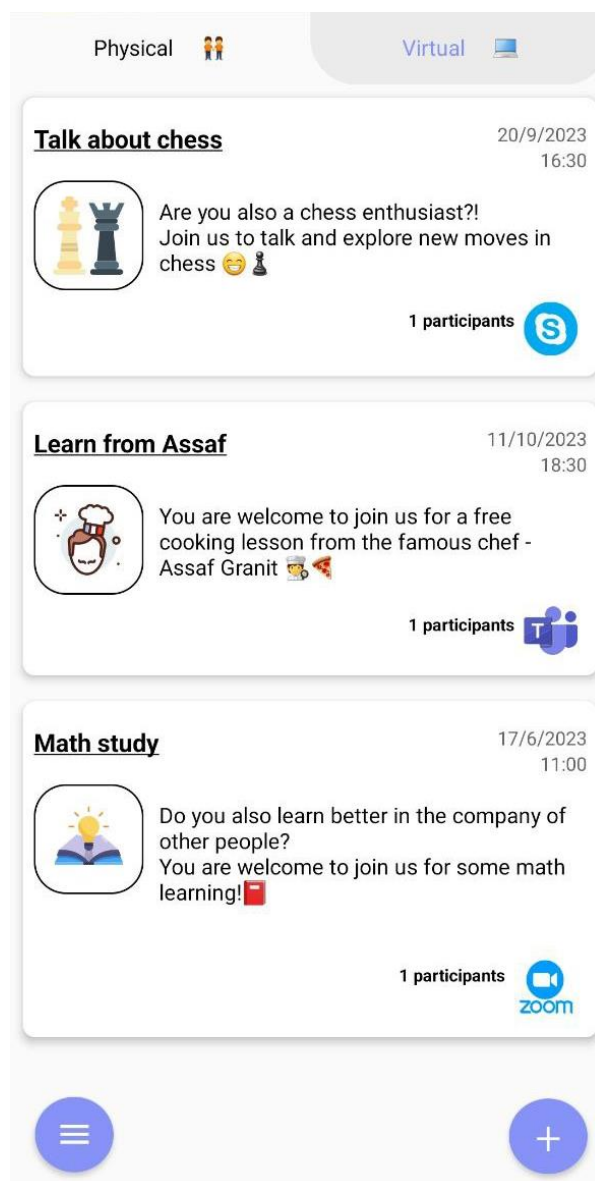 Physical
Virtual
Talk about chess
20/9/2023
16:30
Are you also a chess enthusiast?!
Join us to talk and explore new moves in
chess 😁♟️
1 participants
S
Learn from Assaf
11/10/2023
18:30
You are welcome to join us for a free
cooking lesson from the famous chef -
Assaf Granit 👨‍🍳🍕
1 participants
T
Math study
17/6/2023
11:00
Do you also learn better in the company of
other people?
You are welcome to join us for some math
learning!📕
1 participants
zoom